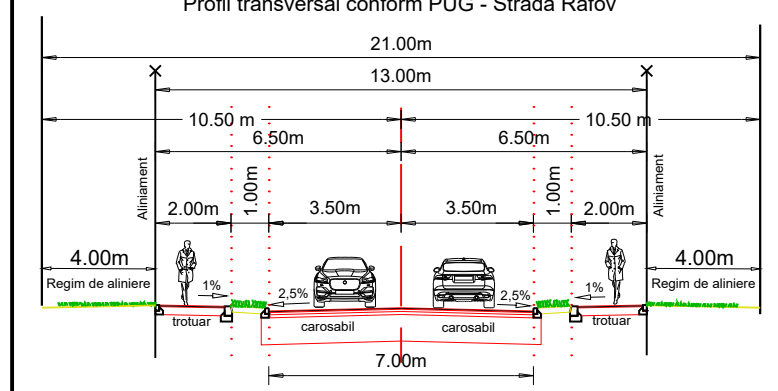 Profil transversal conform PUG - Strada Rafov
21.00m
13.00m
10.50 m
10.50 m
6.50m
6.50m
Aliniament
1.00m
1.00m
Aliniament
2.00m
3.50m
3.50m
2.00m
4.00m
4.00m
Regim de aliniere
1%
2,5%
2,5%
1%
Regim de aliniere
trotuar
carosabil
carosabil
trotuar
7.00m